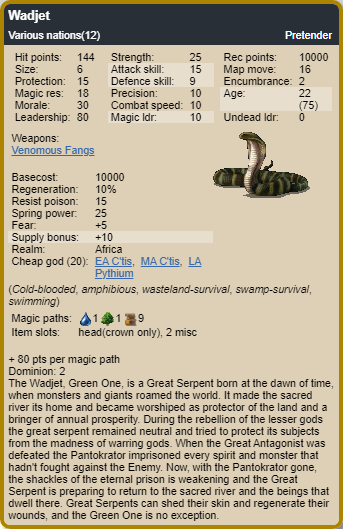 Wadjet
Various nations(12) Pretender
Hit points: 144 Strength: 25 Rec points: 10000
Size: 6 Attack skill: 15 Map move: 16
Protection: 15 Defence skill: 9 Encumbrance: 2
Magic res: 18 Precision: 10 Age: 22
Morale: 30 Combat speed: 10 (75)
Leadership: 80 Magic ldr: 10 Undead ldr: 0
Weapons:
Venomous Fangs
Basecost: 10000
Regeneration: 10%
Resist poison: 15
Spring power: 25
Fear: +5
Supply bonus: +10
Realm: Africa
Cheap god (20): EA C'tis, MA C'tis, LA
Pythium
(Cold-blooded, amphibious, wasteland-survival, swamp-survival,
swimming)
Magic paths: 1 1 9
Item slots: head(crown only), 2 misc
+ 80 pts per magic path
Dominion: 2
The Wadjet, Green One, is a Great Serpent born at the dawn of time,
when monsters and giants roamed the world. It made the sacred
river its home and became worshiped as protector of the land and a
bringer of annual prosperity. During the rebellion of the lesser gods
the great serpent remained neutral and tried to protect its subjects
from the madness of warring gods. When the Great Antagonist was
defeated the Pantokrator imprisoned every spirit and monster that
hadn't fought against the Enemy. Now, with the Pantokrator gone,
the shackles of the eternal prison is weakening and the Great
Serpent is preparing to return to the sacred river and the beings that
dwell there. Great Serpents can shed their skin and regenerate their
wounds, and the Green One is no exception.